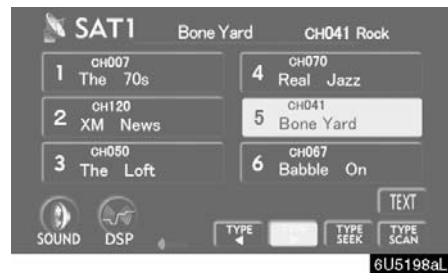 SAT1 Bone Yard CH041 Rock
1 CH007 The 70s
4 CH070 Real Jazz
2 CH120 XM News
5 CH041 Bone Yard
3 CH050 The Loft
6 CH067 Babble On
TEXT
SOUND DSP TYPE ◄ TYPE SEEK TYPE SCAN
6U5198aL